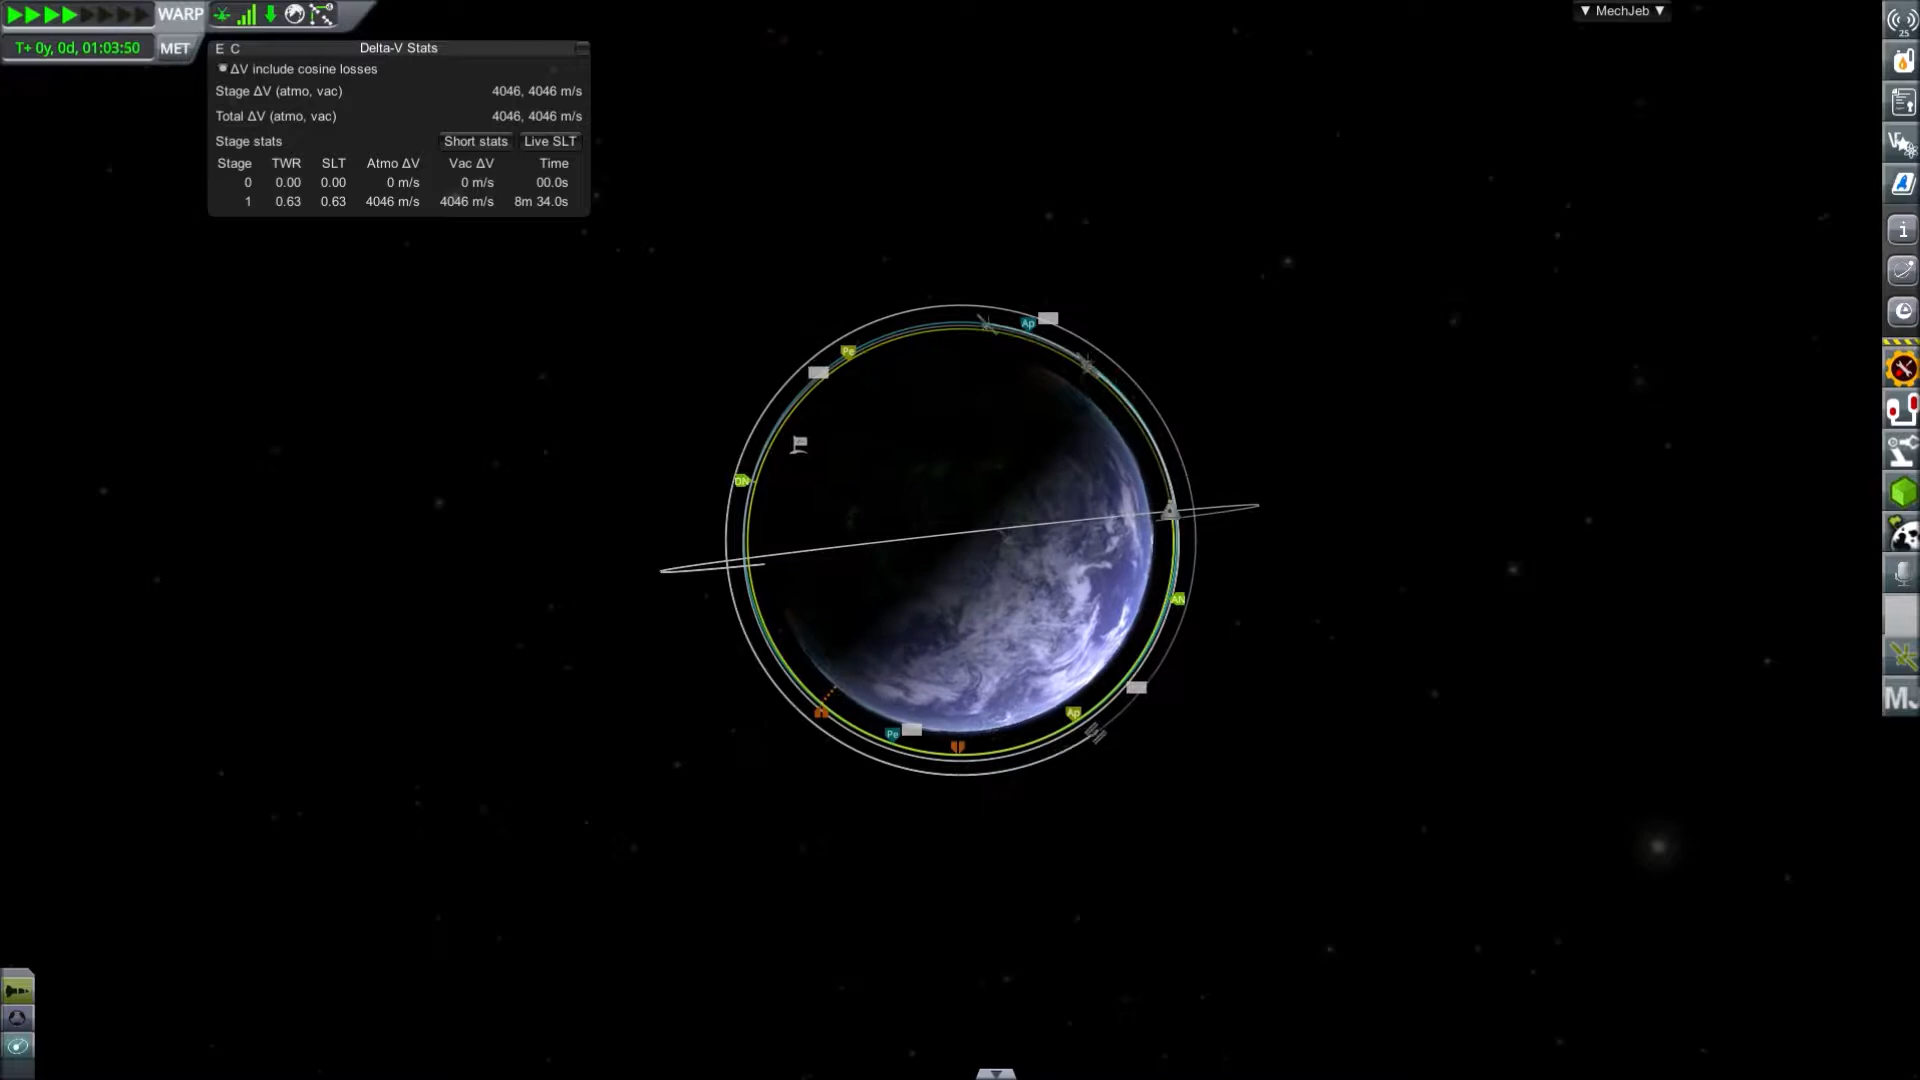 WARP
▼ MechJeb ▼
T+ 0y, 0d, 01:03:50 MET
25
E C Delta-V Stats
ΔV include cosine losses
Stage ΔV (atmo, vac) 4046, 4046 m/s
Total ΔV (atmo, vac) 4046, 4046 m/s
Stage stats Short stats Live SLT
Stage TWR SLT Atmo ΔV Vac ΔV Time
0 0.00 0.00 0 m/s 0 m/s 00.0s
1 0.63 0.63 4046 m/s 4046 m/s 8m 34.0s
Ap
Pe
DN
AN
Ap
Pe
MJ